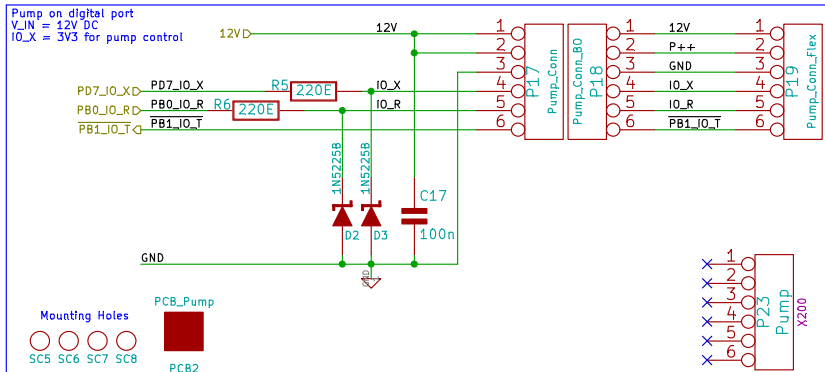 Pump on digital port
V_IN = 12V DC
IO_X = 3V3 for pump control
12V
12V
1
2
3
4
5
6
P17
Pump_Conn
Pump_Conn_BO
P18
1
2
3
4
5
6
12V
P++
GND
IO_X
IO_R
PB1_IO_T
1
2
3
4
5
6
P19
Pump_Conn_Flex
PD7_IO_X
PD7_IO_X
R5
220E
IO_X
PB0_IO_R
PB0_IO_R
R6
220E
IO_R
PB1_IO_T
PB1_IO_T
1N5225B
1N5225B
D2
D3
C17
100n
GND
GND
Mounting Holes
SC5
SC6
SC7
SC8
PCB_Pump
PCB2
1
2
3
4
5
6
P23
Pump
X200